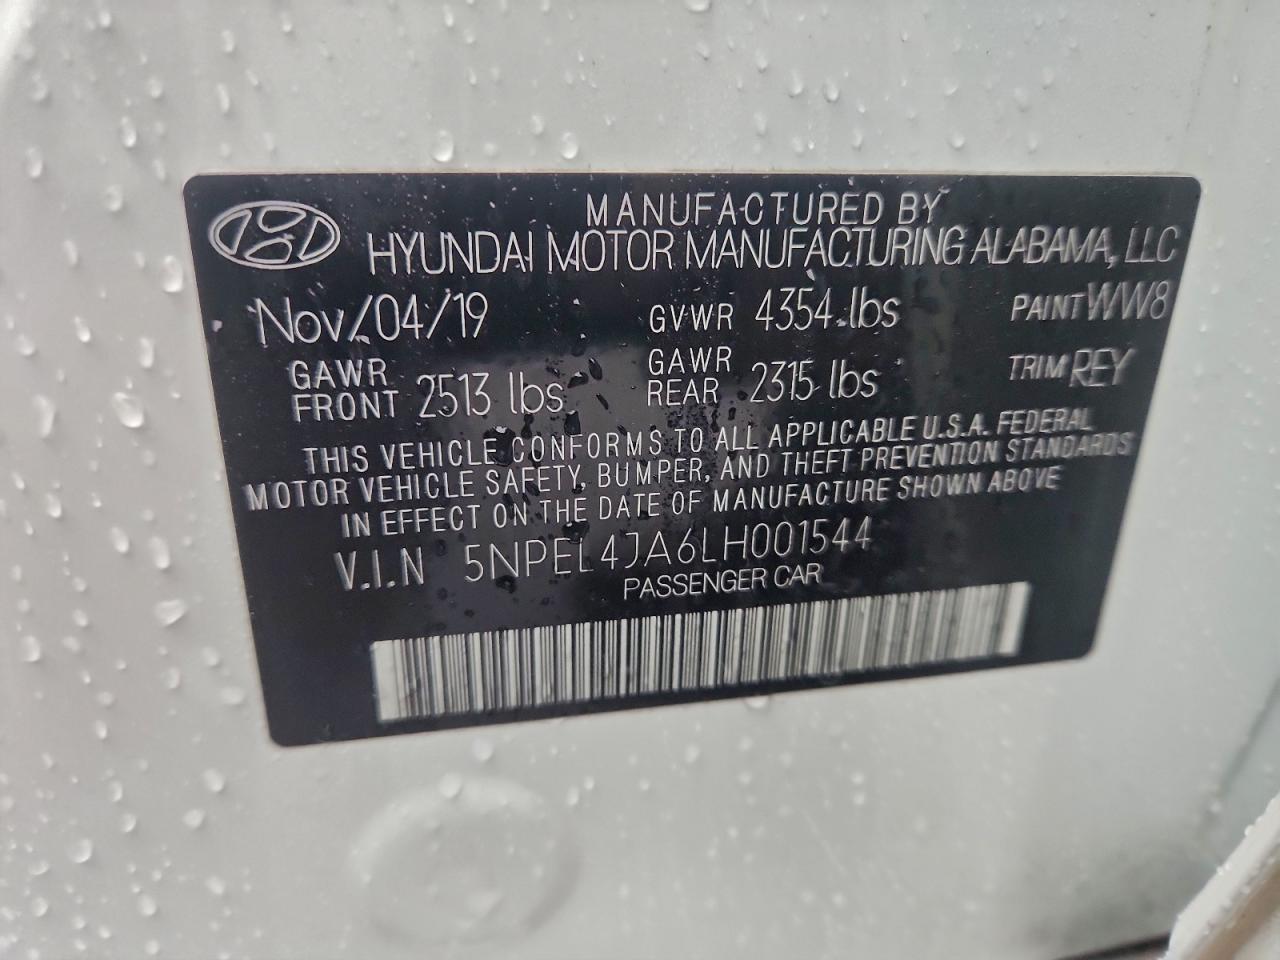 MANUFACTURED BY
HYUNDAI MOTOR MANUFACTURING ALABAMA, LLC
Nov/04/19 GVWR 4354 lbs PAINT WW8
GAWR FRONT 2513 lbs GAWR REAR 2315 lbs TRIM REY
THIS VEHICLE CONFORMS TO ALL APPLICABLE U.S.A. FEDERAL
MOTOR VEHICLE SAFETY, BUMPER, AND THEFT PREVENTION STANDARDS
IN EFFECT ON THE DATE OF MANUFACTURE SHOWN ABOVE
V.I.N 5NPEL4JA6LH001544
PASSENGER CAR